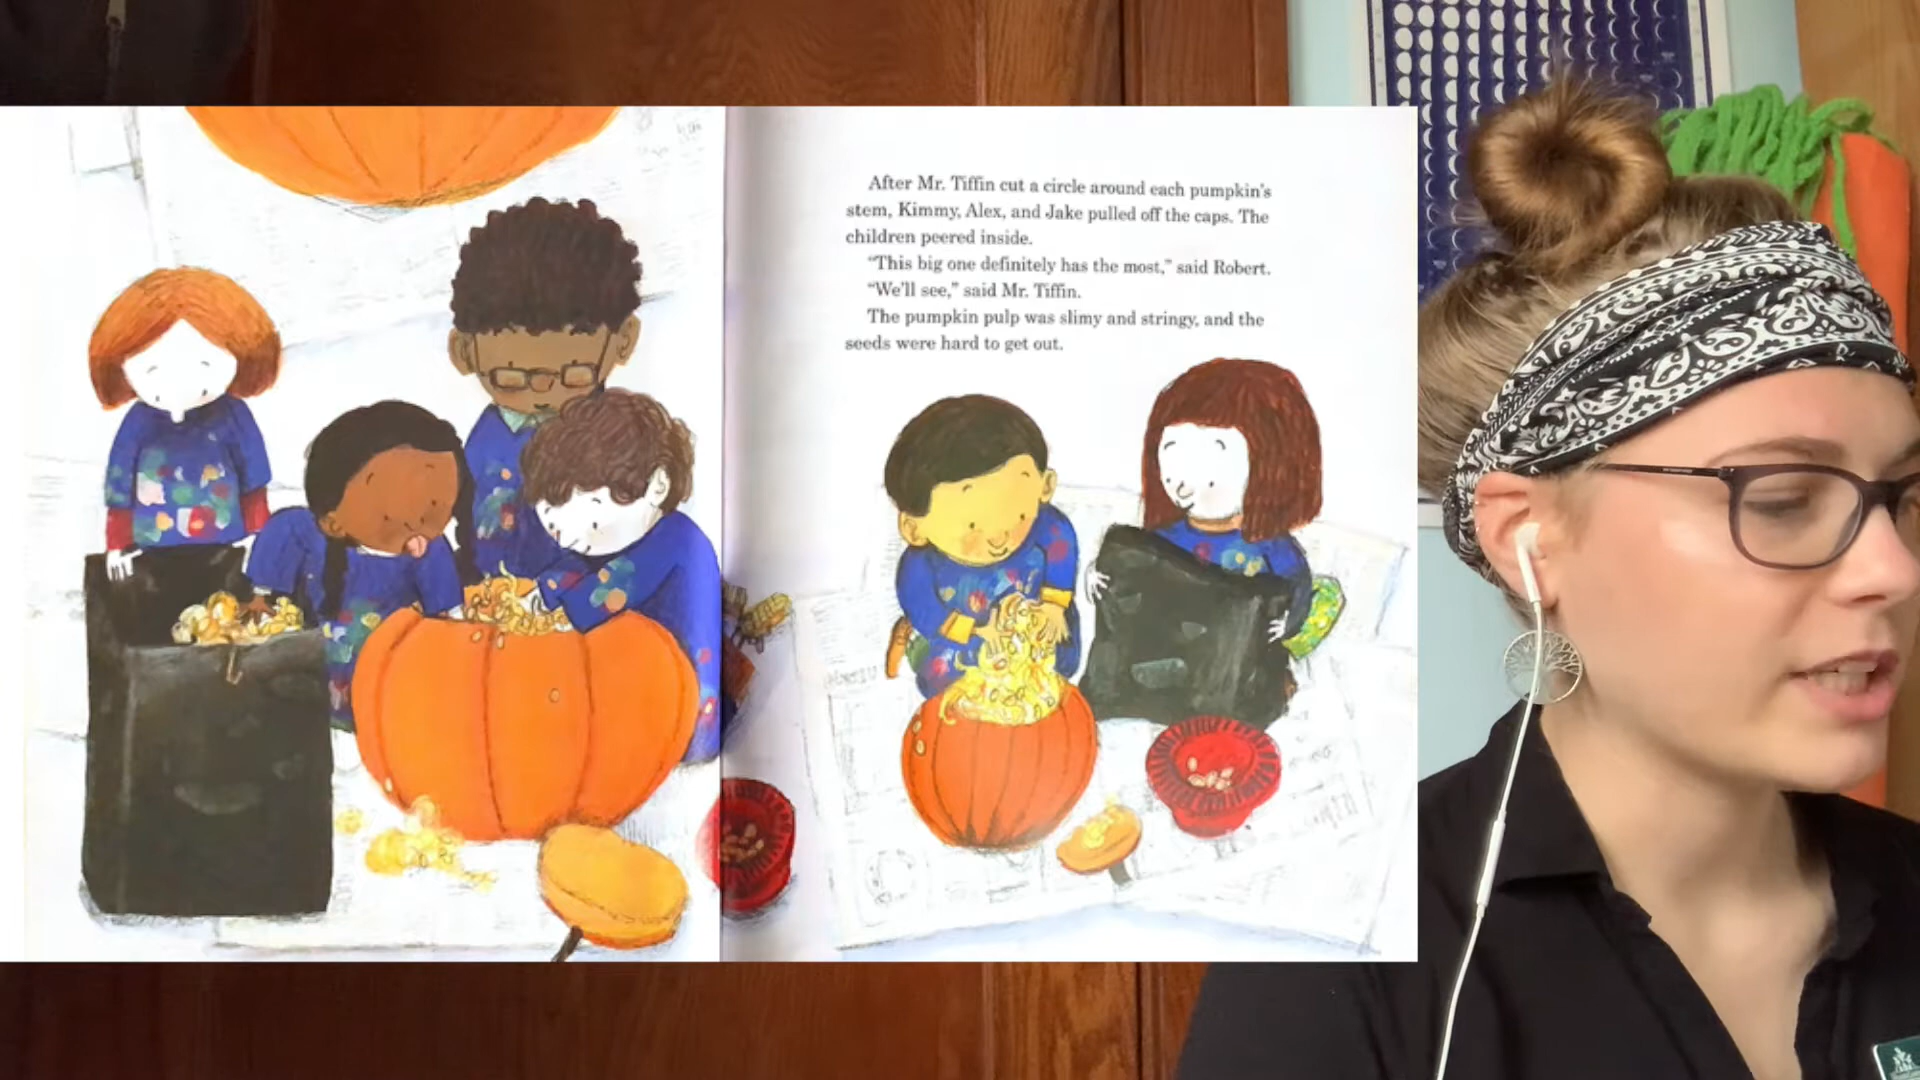 After Mr. Tiffin cut a circle around each pumpkin's
stem, Kimmy, Alex, and Jake pulled off the caps. The
children peered inside.
"This big one definitely has the most," said Robert.
"We'll see," said Mr. Tiffin.
The pumpkin pulp was slimy and stringy, and the
seeds were hard to get out.